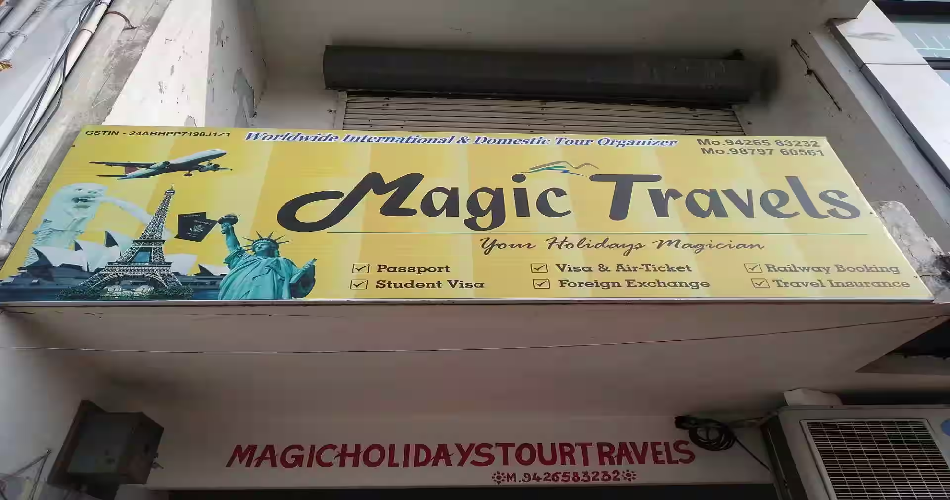 Worldwide International & Domestic Tour Organizer
Mo.94265 83232
Mo.98797 60561
Magic Travels
Your Holidays Magician
Passport
Visa & Air-Ticket
Railway Booking
Student Visa
Foreign Exchange
Travel Insurance
MAGICHOLIDAYSTOURTRAVELS
M.9426583232